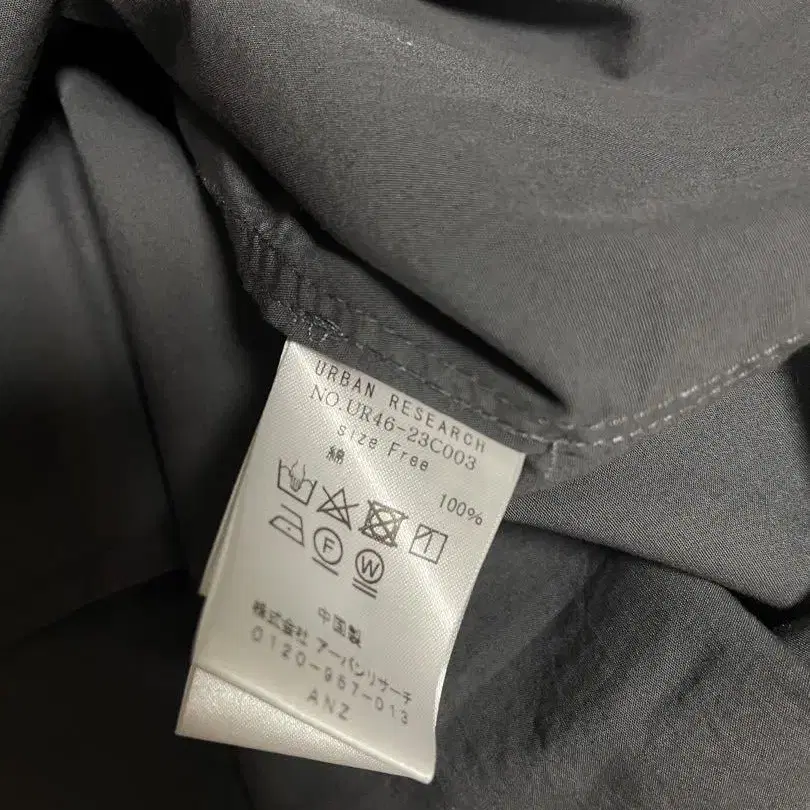 URBAN RESEARCH
NO.UR46-23C003
size Free
綿 100%
F W
中国製
株式会社 アーバンリサーチ
0120-967-013
ANZ